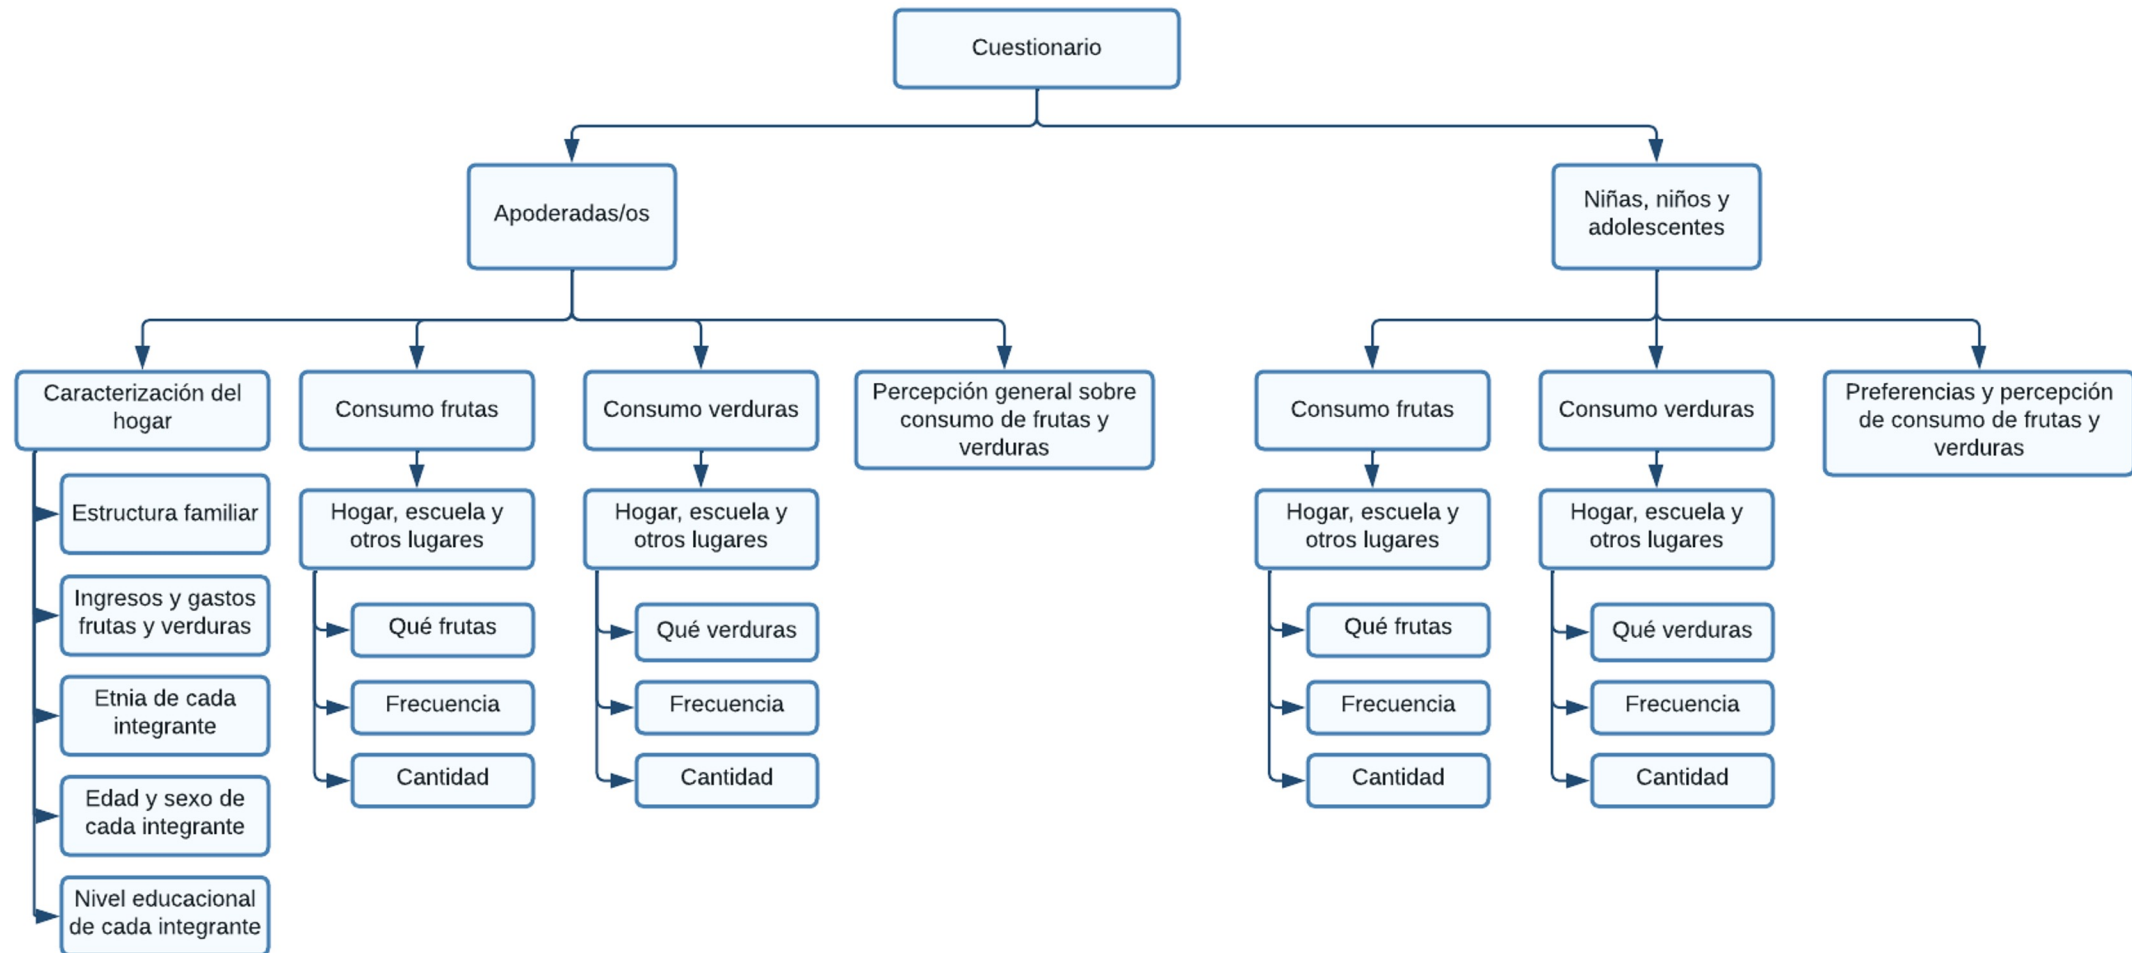 Cuestionario
Apoderadas/os
Niñas, niños y
adolescentes
Caracterización del
hogar
Consumo frutas
Consumo verduras
Percepción general sobre
consumo de frutas y
verduras
Consumo frutas
Consumo verduras
Preferencias y percepción
de consumo de frutas y
verduras
Estructura familiar
Ingresos y gastos
frutas y verduras
Etnia de cada
integrante
Edad y sexo de
cada integrante
Nivel educacional
de cada integrante
Hogar, escuela y
otros lugares
Qué frutas
Frecuencia
Cantidad
Hogar, escuela y
otros lugares
Qué verduras
Frecuencia
Cantidad
Hogar, escuela y
otros lugares
Qué frutas
Frecuencia
Cantidad
Hogar, escuela y
otros lugares
Qué verduras
Frecuencia
Cantidad